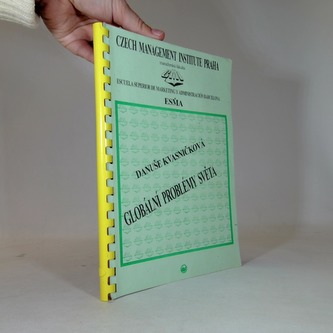 CZECH MANAGEMENT INSTITUTE PRAHA
ESCUELA SUPERIOR DE MARKETING Y ADMINISTRACIÓN BARCELONA
ESMA
DANUŠE KVASNIČKOVÁ
GLOBÁLNÍ PROBLÉMY SVĚTA